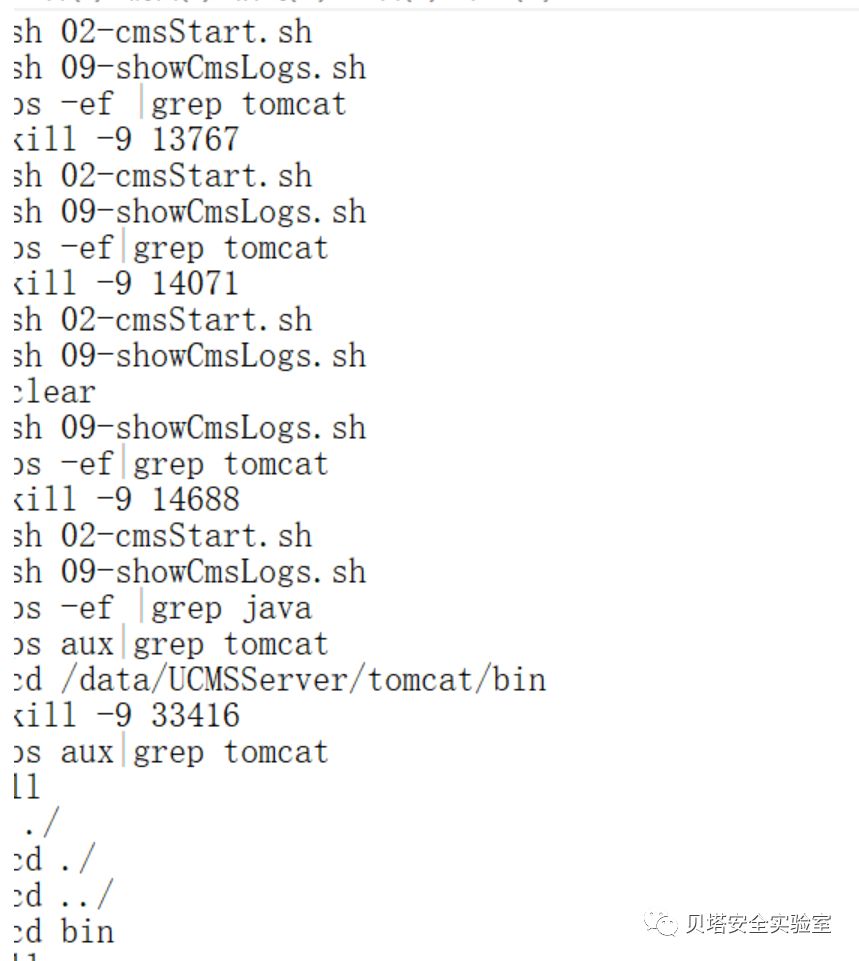 sh 02-cmsStart.sh
sh 09-showCmsLogs.sh
ps -ef |grep tomcat
kill -9 13767
sh 02-cmsStart.sh
sh 09-showCmsLogs.sh
ps -ef|grep tomcat
kill -9 14071
sh 02-cmsStart.sh
sh 09-showCmsLogs.sh
clear
sh 09-showCmsLogs.sh
ps -ef|grep tomcat
kill -9 14688
sh 02-cmsStart.sh
sh 09-showCmsLogs.sh
ps -ef |grep java
ps aux|grep tomcat
cd /data/UCMSServer/tomcat/bin
kill -9 33416
ps aux|grep tomcat
ll
./
cd ./
cd ../
cd bin
贝塔安全实验室